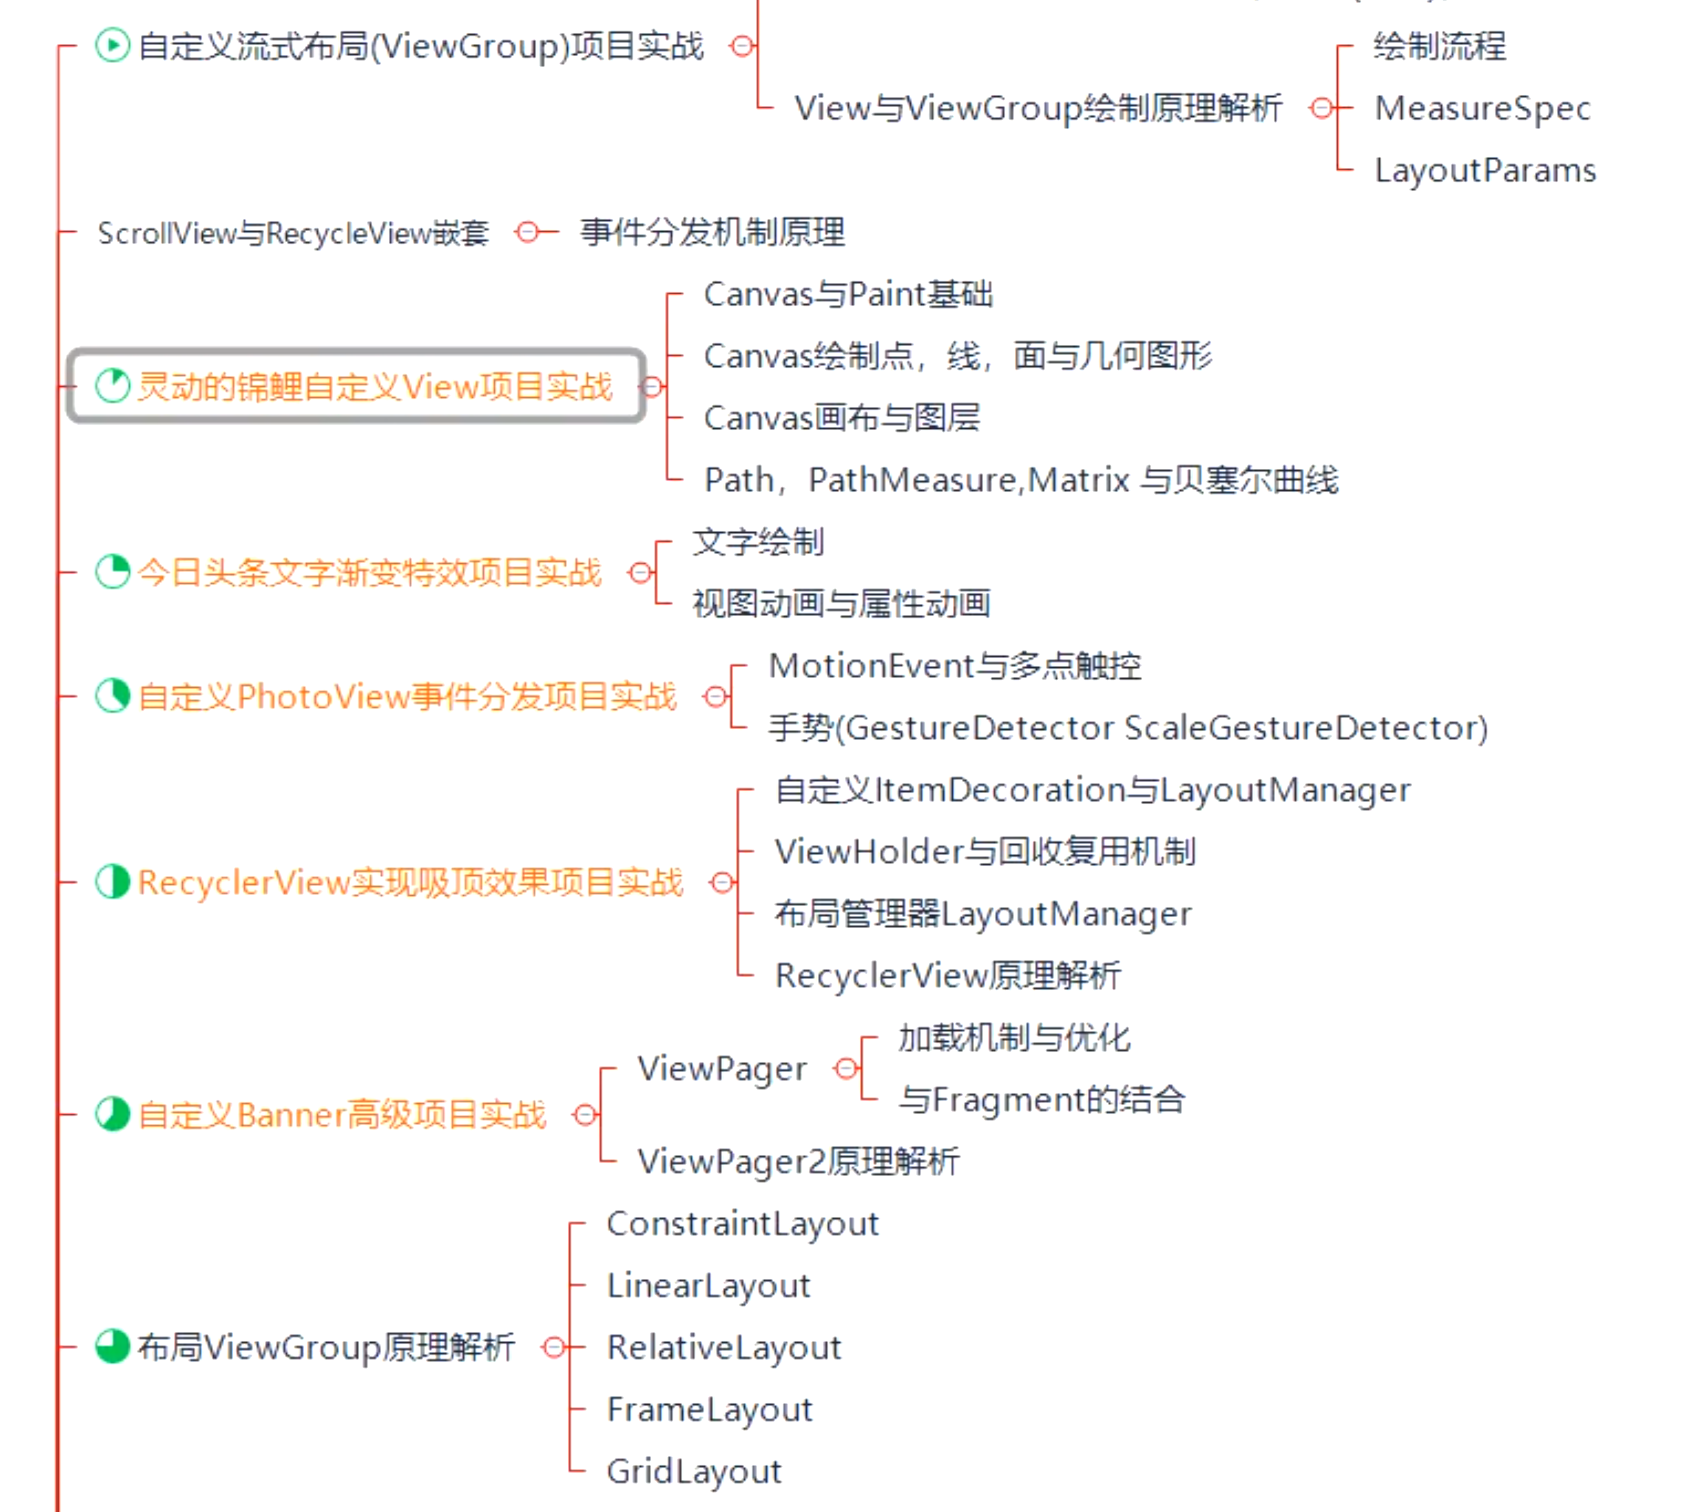 自定义流式布局(ViewGroup)项目实战
View与ViewGroup绘制原理解析
绘制流程
MeasureSpec
LayoutParams
ScrollView与RecycleView嵌套
事件分发机制原理
灵动的锦鲤自定义View项目实战
Canvas与Paint基础
Canvas绘制点，线，面与几何图形
Canvas画布与图层
Path，PathMeasure,Matrix 与贝塞尔曲线
今日头条文字渐变特效项目实战
文字绘制
视图动画与属性动画
自定义PhotoView事件分发项目实战
MotionEvent与多点触控
手势(GestureDetector ScaleGestureDetector)
RecyclerView实现吸顶效果项目实战
自定义ItemDecoration与LayoutManager
ViewHolder与回收复用机制
布局管理器LayoutManager
RecyclerView原理解析
自定义Banner高级项目实战
ViewPager
加载机制与优化
与Fragment的结合
ViewPager2原理解析
布局ViewGroup原理解析
ConstraintLayout
LinearLayout
RelativeLayout
FrameLayout
GridLayout